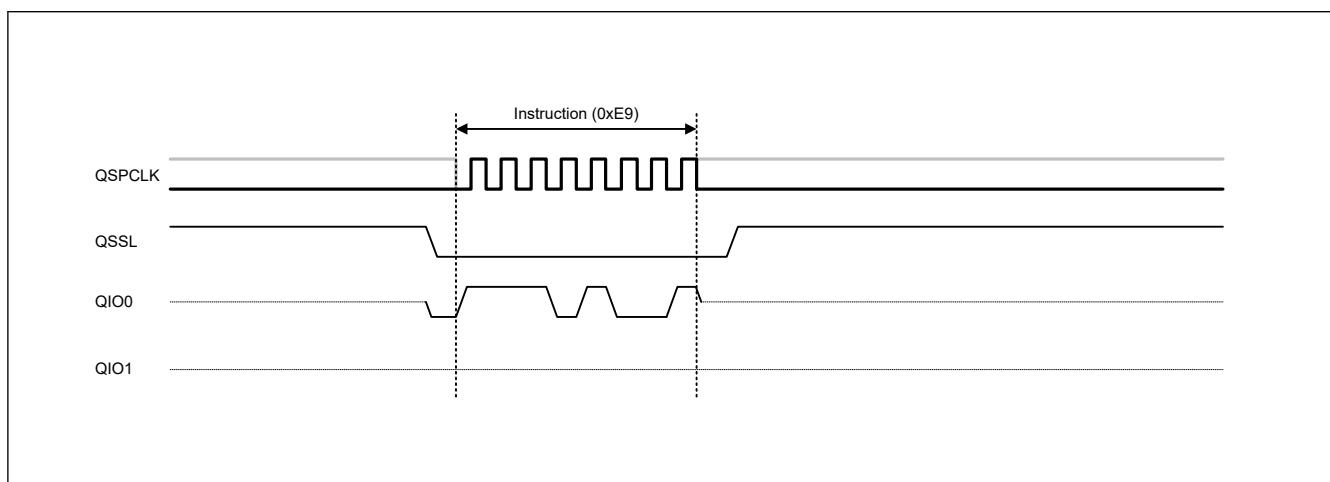 Instruction (0xE9)
QSPCLK
QSSL
QIO0
QIO1